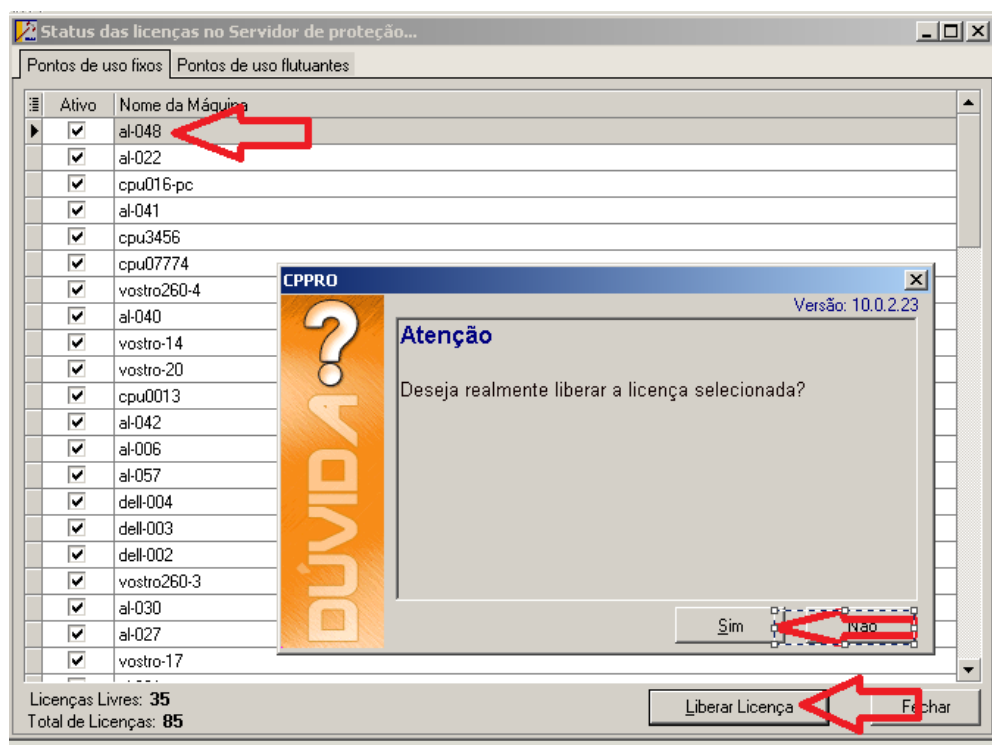 Status das licenças no Servidor de proteção...
Pontos de uso fixos Pontos de uso flutuantes
Ativo Nome da Máquina
al-048
al-022
cpu016-pc
al-041
cpu3456
cpu07774
vostro260-4
al-040
vostro-14
vostro-20
cpu0013
al-042
al-006
al-057
dell-004
dell-003
dell-002
vostro260-3
al-030
al-027
vostro-17
CPPRO
Versão: 10.0.2.23
DÚVIDA
Atenção
Deseja realmente liberar a licença selecionada?
Sim Não
Licenças Livres: 35
Total de Licenças: 85
Liberar Licença Fechar